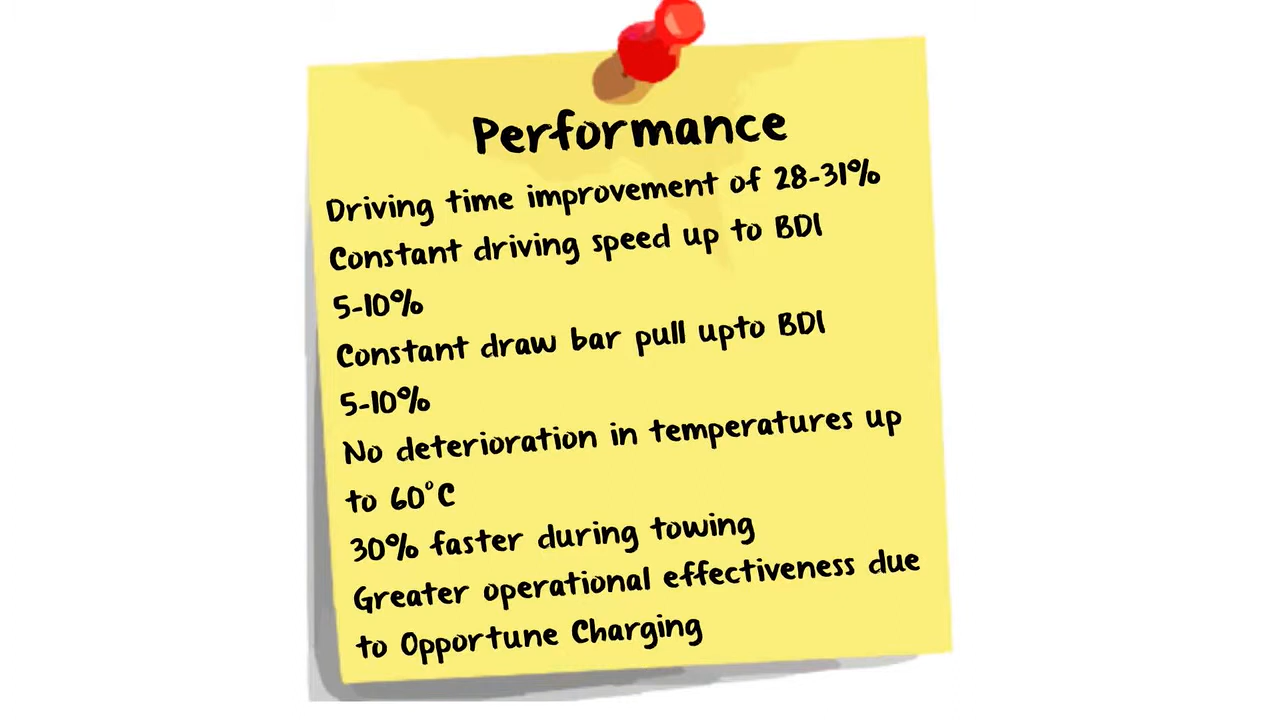 Performance
Driving time improvement of 28-31%
Constant driving speed up to BDI
5-10%
Constant draw bar pull upto BDI
5-10%
No deterioration in temperatures up
to 60°C
30% faster during towing
Greater operational effectiveness due
to Opportune Charging